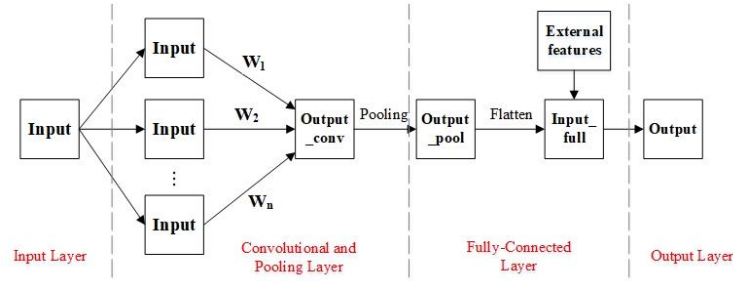 Input
Input
Input
⋮
Input
W1
W2
Wn
Output
_conv
Pooling
Output
_pool
Flatten
External
features
Input_
full
Output
Input Layer
Convolutional and
Pooling Layer
Fully-Connected
Layer
Output Layer